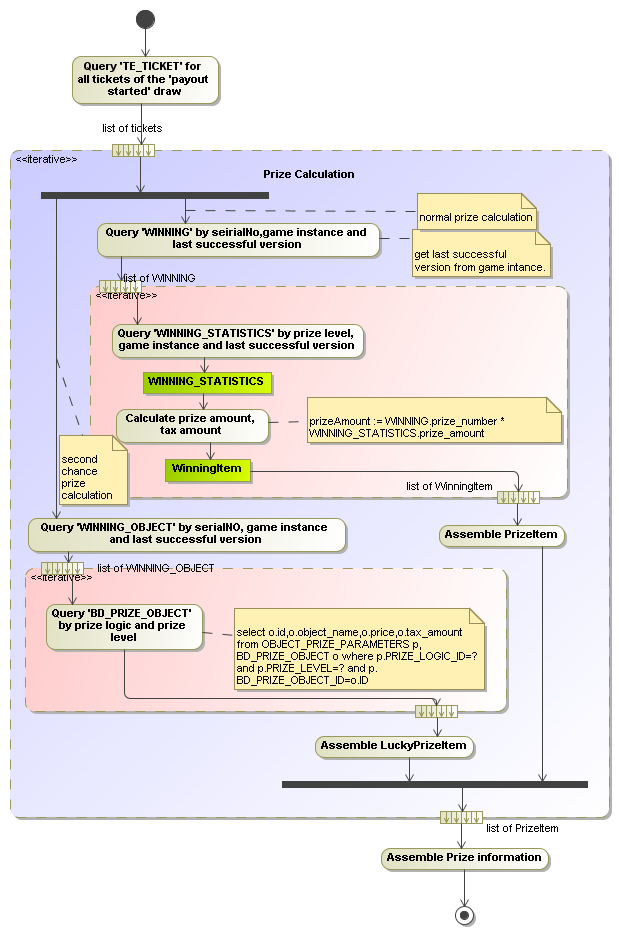 Query 'TE_TICKET' for
all tickets of the 'payout
started' draw
list of tickets
<<iterative>>
Prize Calculation
normal prize calculation
Query 'WINNING' by seirialNo,game instance and
last successful version
get last successful
version from game intance.
list of WINNING
<<iterative>>
Query 'WINNING_STATISTICS' by prize level,
game instance and last successful version
WINNING_STATISTICS
Calculate prize amount,
tax amount
prizeAmount := WINNING.prize_number *
WINNING_STATISTICS.prize_amount
second
chance
prize
calculation
WinningItem
list of WinningItem
Assemble PrizeItem
Query 'WINNING_OBJECT' by serialNO, game instance
and last successful version
list of WINNING_OBJECT
<<iterative>>
Query 'BD_PRIZE_OBJECT'
by prize logic and prize
level
select o.id,o.object_name,o.price,o.tax_amount
from OBJECT_PRIZE_PARAMETERS p,
BD_PRIZE_OBJECT o where p.PRIZE_LOGIC_ID=?
and p.PRIZE_LEVEL=? and p.
BD_PRIZE_OBJECT_ID=o.ID
Assemble LuckyPrizeItem
list of PrizeItem
Assemble Prize information